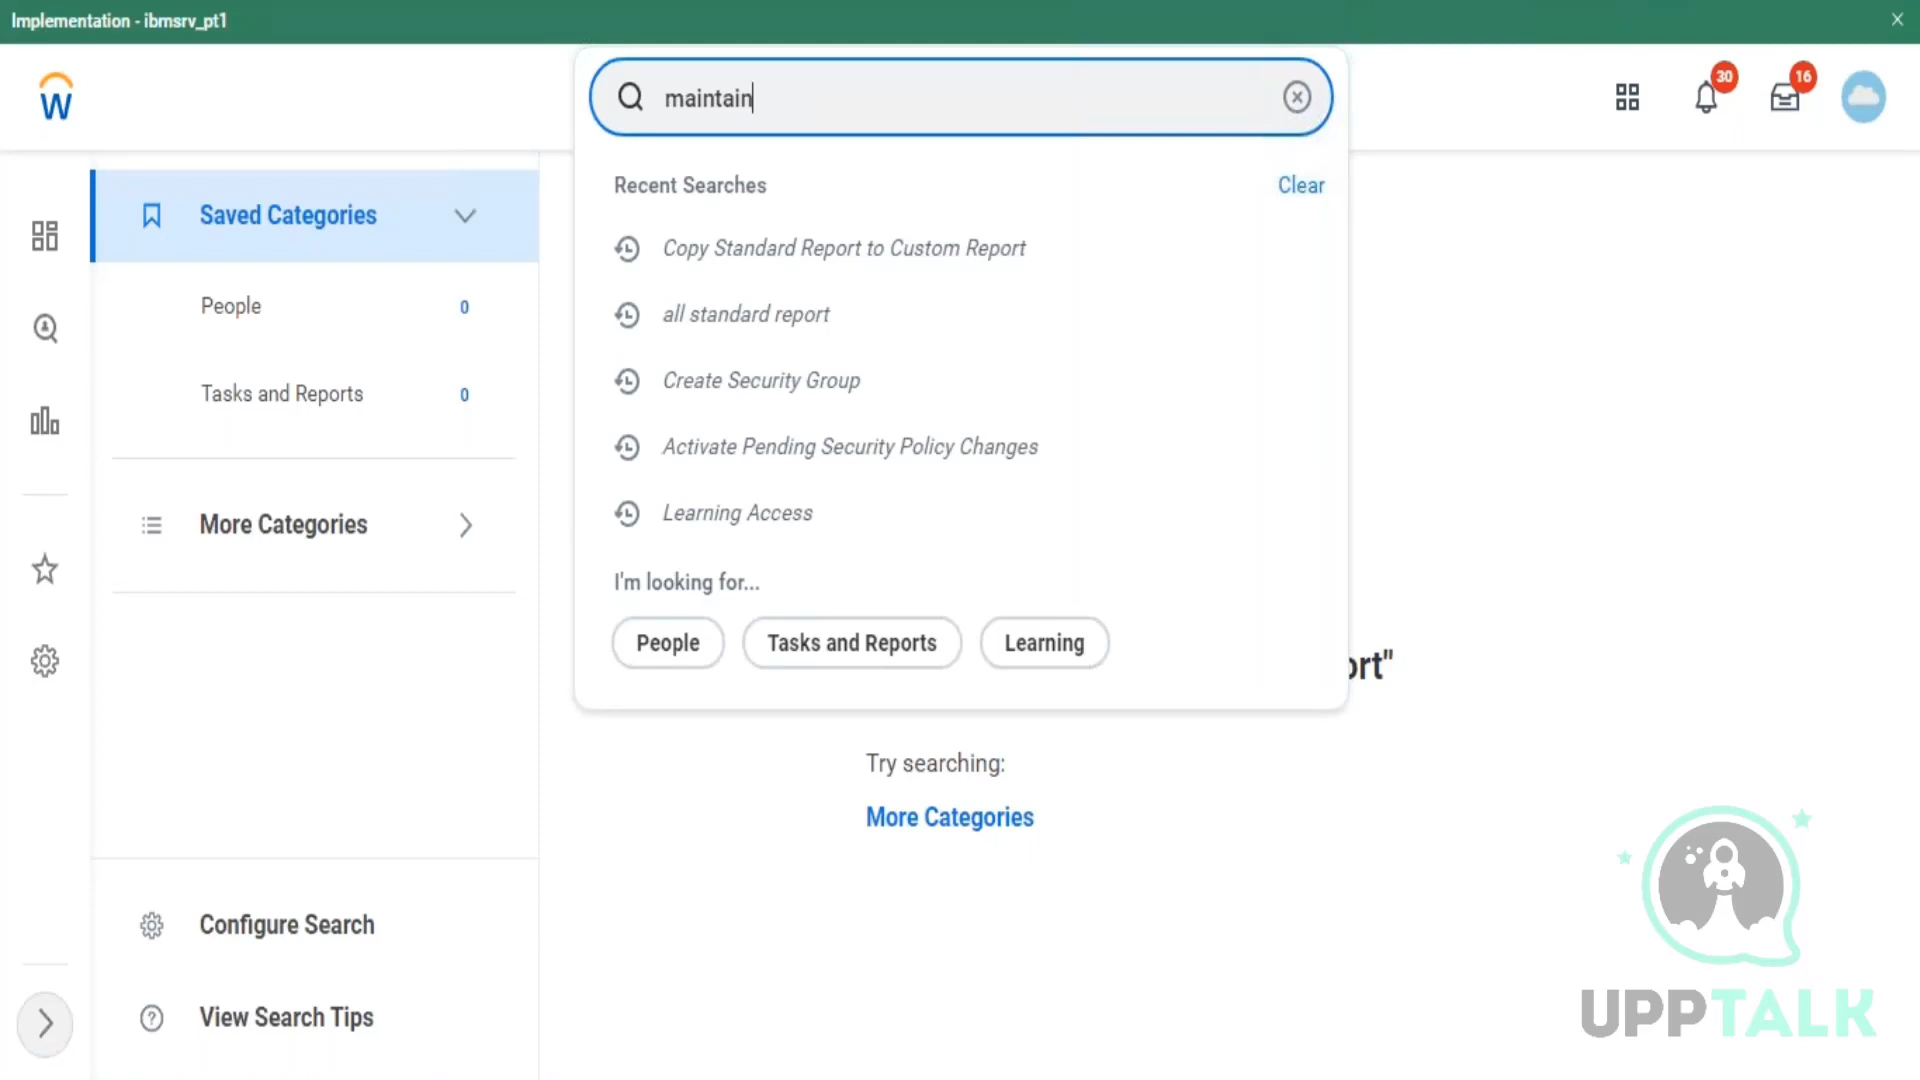 Implementation - ibmsrv_pt1
W
maintain
30
16
Saved Categories
People 0
Tasks and Reports 0
More Categories
Configure Search
View Search Tips
Recent Searches Clear
Copy Standard Report to Custom Report
all standard report
Create Security Group
Activate Pending Security Policy Changes
Learning Access
I'm looking for...
People Tasks and Reports Learning
ort"
Try searching:
More Categories
UPPTALK